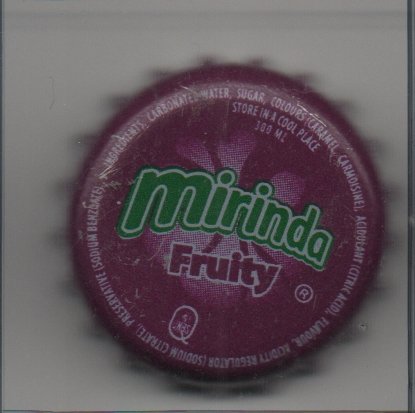 INGREDIENTS, CARBONATED WATER, SUGAR, COLOURS (CARAMEL, CARMOISINE), ACIDULANT (CITRIC ACID), FLAVOUR, ACIDITY REGULATOR (SODIUM CITRATE), PRESERVATIVE (SODIUM BENZOATE)
STORE IN A COOL PLACE
300 ML
mirinda
Fruity
®